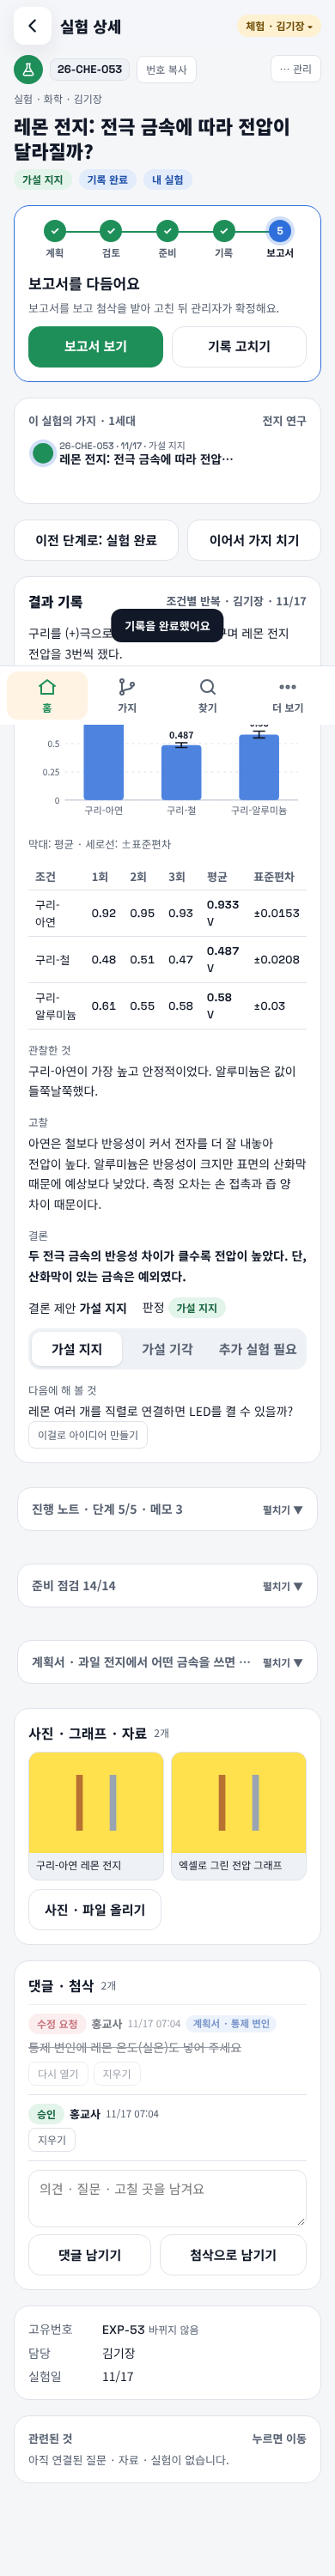 실험 상세
체험 · 김기장
26-CHE-053
번호 복사
··· 관리
실험 · 화학 · 김기장
레몬 전지: 전극 금속에 따라 전압이
달라질까?
가설 지지
기록 완료
내 실험
5
계획
검토
준비
기록
보고서
보고서를 다듬어요
보고서를 보고 첨삭을 받아 고친 뒤 관리자가 확정해요.
보고서 보기
기록 고치기
이 실험의 가지 · 1세대
전지 연구
26-CHE-053 · 11/17 · 가설 지지
레몬 전지: 전극 금속에 따라 전압…
이전 단계로: 실험 완료
이어서 가지 치기
결과 기록
조건별 반복 · 김기장 · 11/17
기록을 완료했어요
구리를 (+)극으로
며 레몬 전지
전압을 3번씩 쟀다.
홈
가지
찾기
더 보기
0.487
0.5
0.25
0
구리-아연
구리-철
구리-알루미늄
막대: 평균 · 세로선: ±표준편차
조건 1회 2회 3회 평균 표준편차
구리-
아연 0.92 0.95 0.93 0.933
V ±0.0153
구리-철 0.48 0.51 0.47 0.487
V ±0.0208
구리-
알루미늄 0.61 0.55 0.58 0.58
V ±0.03
관찰한 것
구리-아연이 가장 높고 안정적이었다. 알루미늄은 값이
들쭉날쭉했다.
고찰
아연은 철보다 반응성이 커서 전자를 더 잘 내놓아
전압이 높다. 알루미늄은 반응성이 크지만 표면의 산화막
때문에 예상보다 낮았다. 측정 오차는 손 접촉과 즙 양
차이 때문이다.
결론
두 전극 금속의 반응성 차이가 클수록 전압이 높았다. 단,
산화막이 있는 금속은 예외였다.
결론 제안 가설 지지
판정 가설 지지
가설 지지
가설 기각
추가 실험 필요
다음에 해 볼 것
레몬 여러 개를 직렬로 연결하면 LED를 켤 수 있을까?
이걸로 아이디어 만들기
진행 노트 · 단계 5/5 · 메모 3
펼치기 ▼
준비 점검 14/14
펼치기 ▼
계획서 · 과일 전지에서 어떤 금속을 쓰면 …
펼치기 ▼
사진 · 그래프 · 자료 2개
구리-아연 레몬 전지
엑셀로 그린 전압 그래프
사진 · 파일 올리기
댓글 · 첨삭 2개
수정 요청 홍교사 11/17 07:04 계획서 · 통제 변인
통제 변인에 레몬 온도(실온)도 넣어 주세요
다시 열기
지우기
승인 홍교사 11/17 07:04
지우기
의견 · 질문 · 고칠 곳을 남겨요
댓글 남기기
첨삭으로 남기기
고유번호 EXP-53 바뀌지 않음
담당 김기장
실험일 11/17
관련된 것
누르면 이동
아직 연결된 질문 · 자료 · 실험이 없습니다.